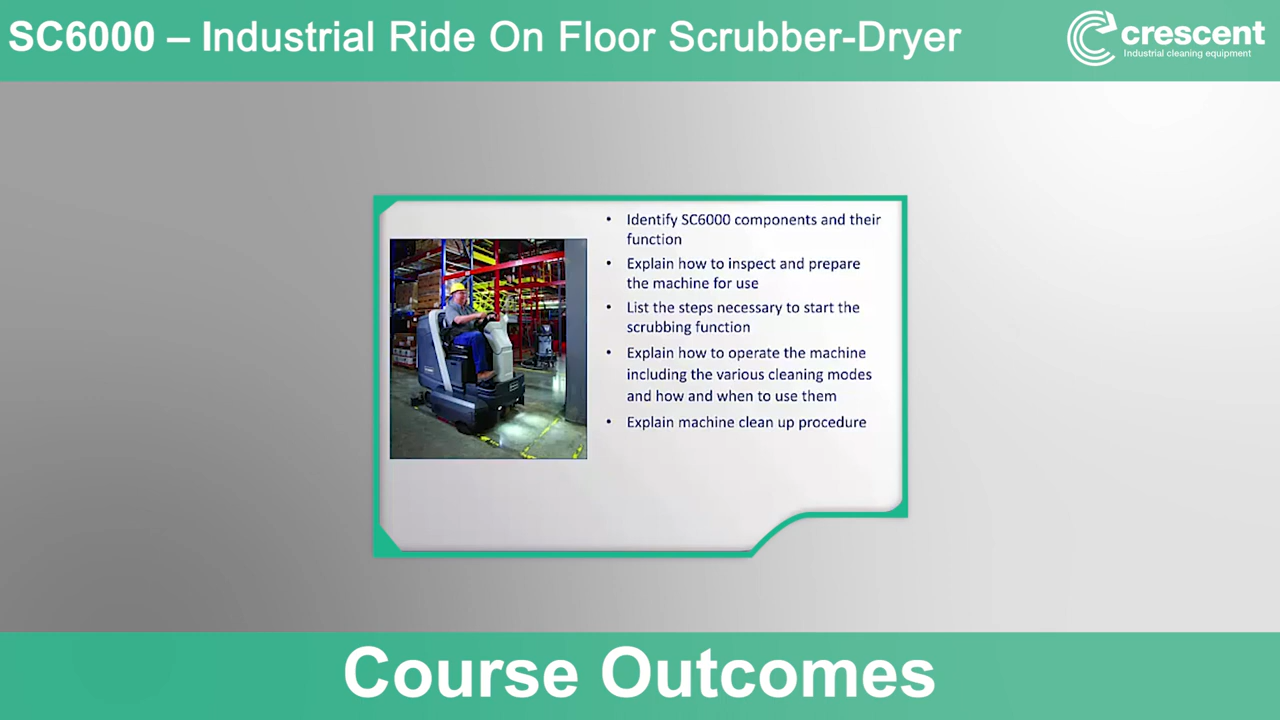 SC6000 – Industrial Ride On Floor Scrubber-Dryer
crescent
Industrial cleaning equipment
• Identify SC6000 components and their
function
• Explain how to inspect and prepare
the machine for use
• List the steps necessary to start the
scrubbing function
• Explain how to operate the machine
including the various cleaning modes
and how and when to use them
• Explain machine clean up procedure
Course Outcomes